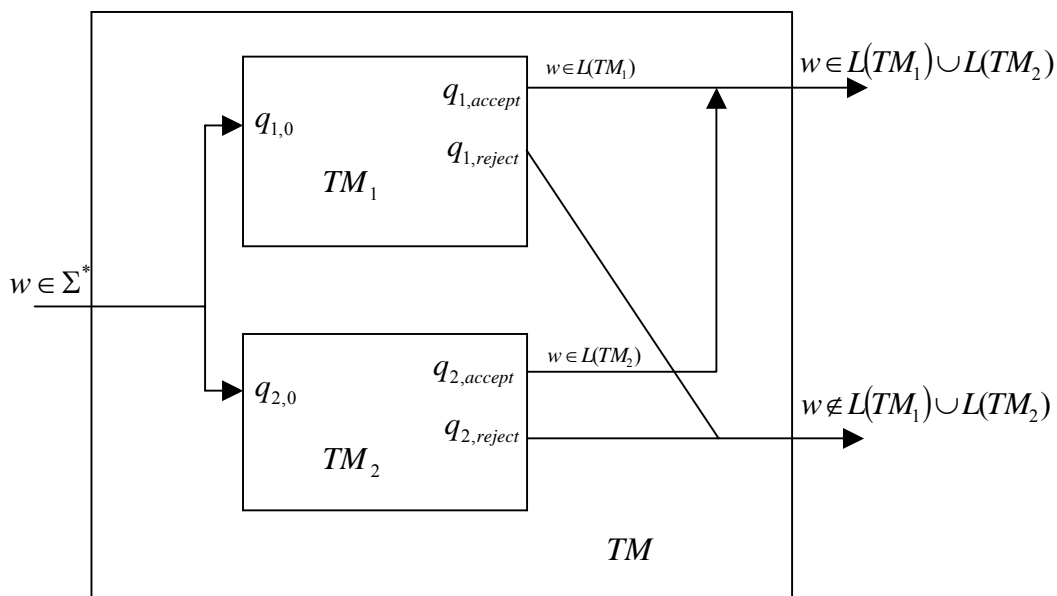 w∈L(TM₁)
w∈L(TM₁)∪L(TM₂)
q₁,accept
q₁,₀
q₁,reject
TM₁
w∈Σ*
w∈L(TM₂)
q₂,accept
q₂,₀
w∉L(TM₁)∪L(TM₂)
q₂,reject
TM₂
TM